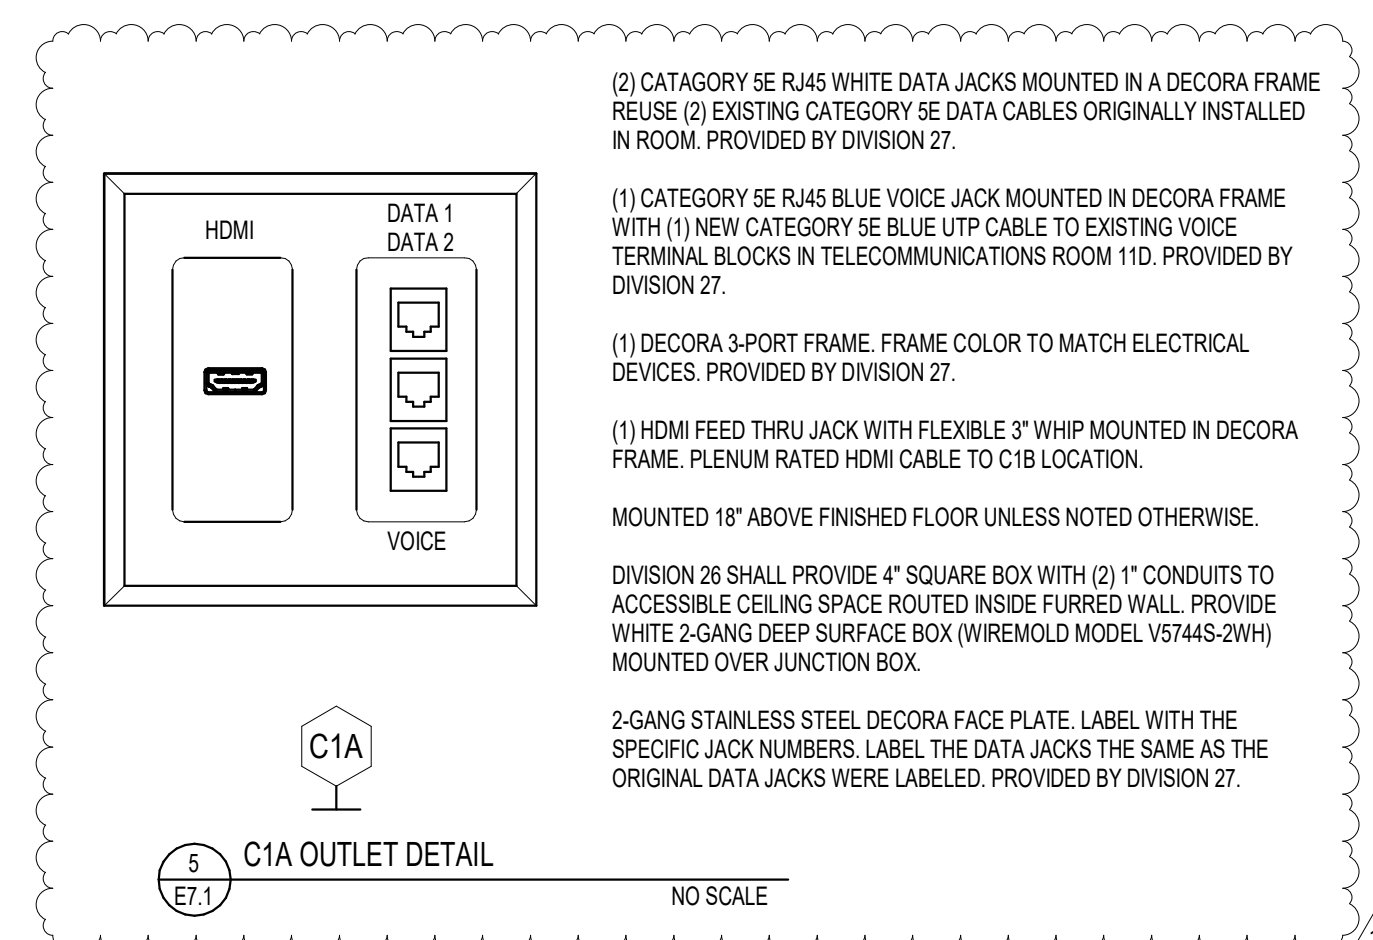 HDMI
DATA 1
DATA 2
VOICE
(2) CATAGORY 5E RJ45 WHITE DATA JACKS MOUNTED IN A DECORA FRAME
REUSE (2) EXISTING CATEGORY 5E DATA CABLES ORIGINALLY INSTALLED
IN ROOM. PROVIDED BY DIVISION 27.
(1) CATEGORY 5E RJ45 BLUE VOICE JACK MOUNTED IN DECORA FRAME
WITH (1) NEW CATEGORY 5E BLUE UTP CABLE TO EXISTING VOICE
TERMINAL BLOCKS IN TELECOMMUNICATIONS ROOM 11D. PROVIDED BY
DIVISION 27.
(1) DECORA 3-PORT FRAME. FRAME COLOR TO MATCH ELECTRICAL
DEVICES. PROVIDED BY DIVISION 27.
(1) HDMI FEED THRU JACK WITH FLEXIBLE 3" WHIP MOUNTED IN DECORA
FRAME. PLENUM RATED HDMI CABLE TO C1B LOCATION.
MOUNTED 18" ABOVE FINISHED FLOOR UNLESS NOTED OTHERWISE.
DIVISION 26 SHALL PROVIDE 4" SQUARE BOX WITH (2) 1" CONDUITS TO
ACCESSIBLE CEILING SPACE ROUTED INSIDE FURRED WALL. PROVIDE
WHITE 2-GANG DEEP SURFACE BOX (WIREMOLD MODEL V5744S-2WH)
MOUNTED OVER JUNCTION BOX.
2-GANG STAINLESS STEEL DECORA FACE PLATE. LABEL WITH THE
SPECIFIC JACK NUMBERS. LABEL THE DATA JACKS THE SAME AS THE
ORIGINAL DATA JACKS WERE LABELED. PROVIDED BY DIVISION 27.
C1A
5
C1A OUTLET DETAIL
E7.1
NO SCALE